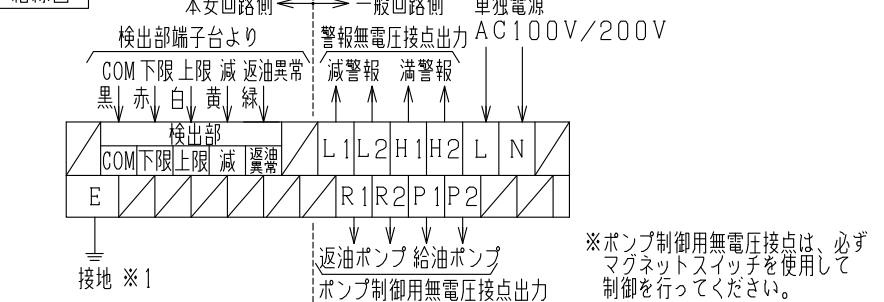 本安回路側 一般回路側 単独電源
検出部端子台より 警報無電圧接点出力 AC100V/200V
COM 下限 上限 減 返油異常 減警報 満警報
黒 赤 白 黄 緑
検出部
COM 下限 上限 減 返油異常 L1 L2 H1 H2 L N
E R1 R2 P1 P2
返油ポンプ 給油ポンプ
接地 ※1
ポンプ制御用無電圧接点出力
※ポンプ制御用無電圧接点は、必ず
マグネットスイッチを使用して
制御を行ってください。